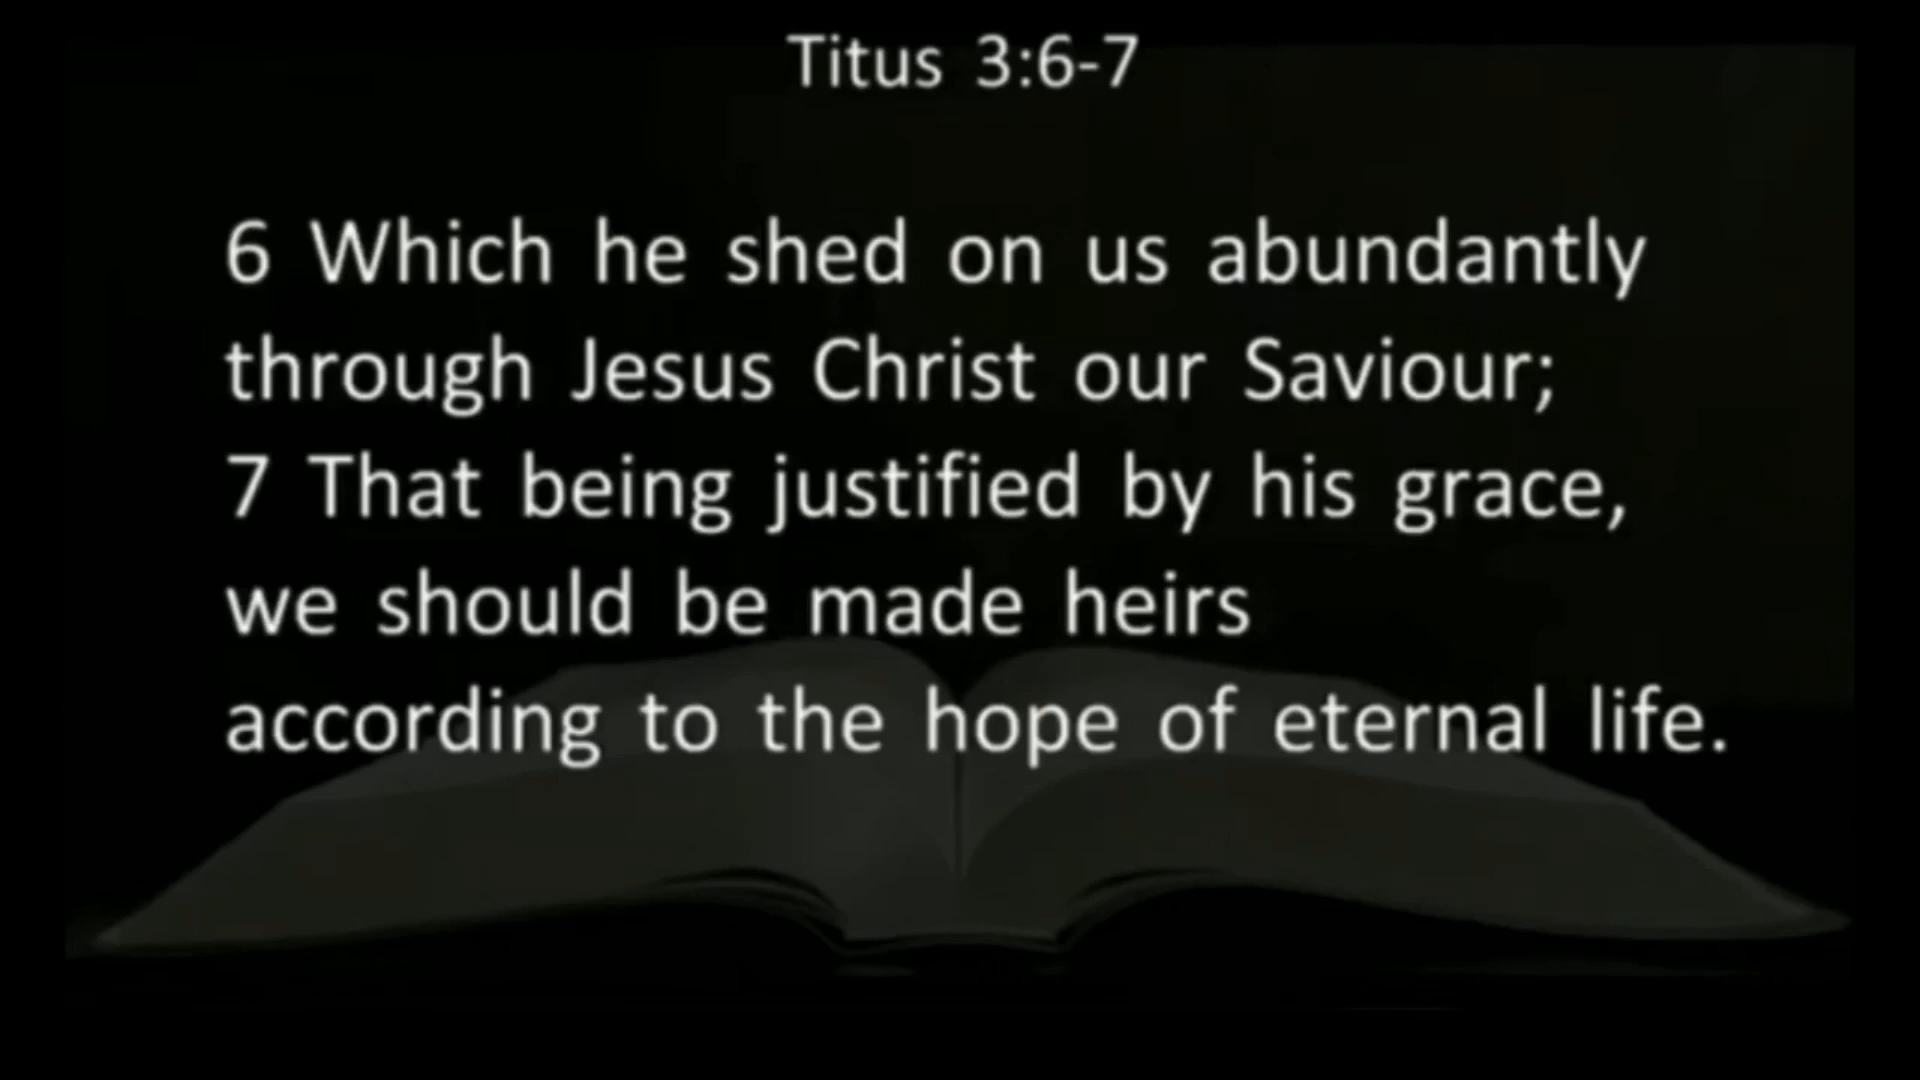 Titus 3:6-7
6 Which he shed on us abundantly
through Jesus Christ our Saviour;
7 That being justified by his grace,
we should be made heirs
according to the hope of eternal life.